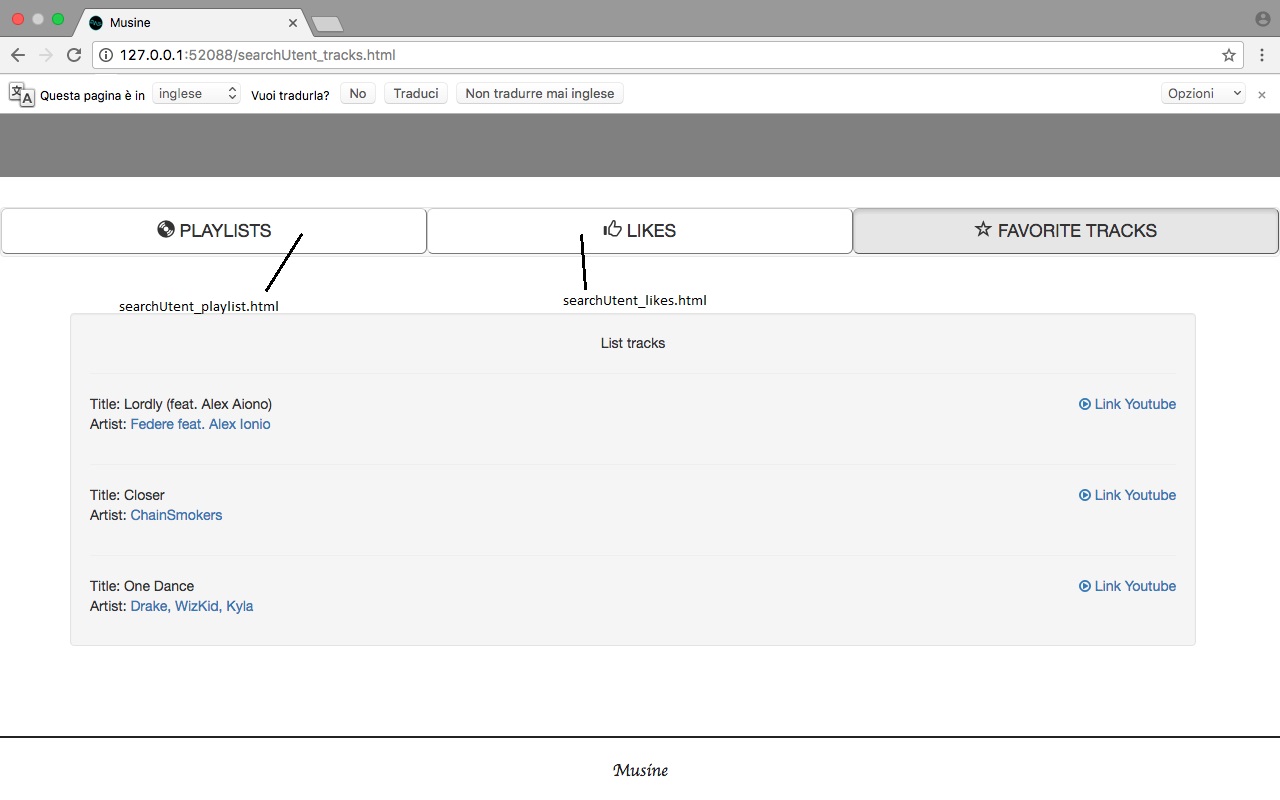 Musine
127.0.0.1:52088/searchUtent_tracks.html
Questa pagina è in inglese Vuoi tradurla? No Traduci Non tradurre mai inglese Opzioni
PLAYLISTS LIKES FAVORITE TRACKS
searchUtent_playlist.html searchUtent_likes.html
List tracks
Title: Lordly (feat. Alex Aiono) Link Youtube
Artist: Federe feat. Alex Ionio
Title: Closer Link Youtube
Artist: ChainSmokers
Title: One Dance Link Youtube
Artist: Drake, WizKid, Kyla
Musine